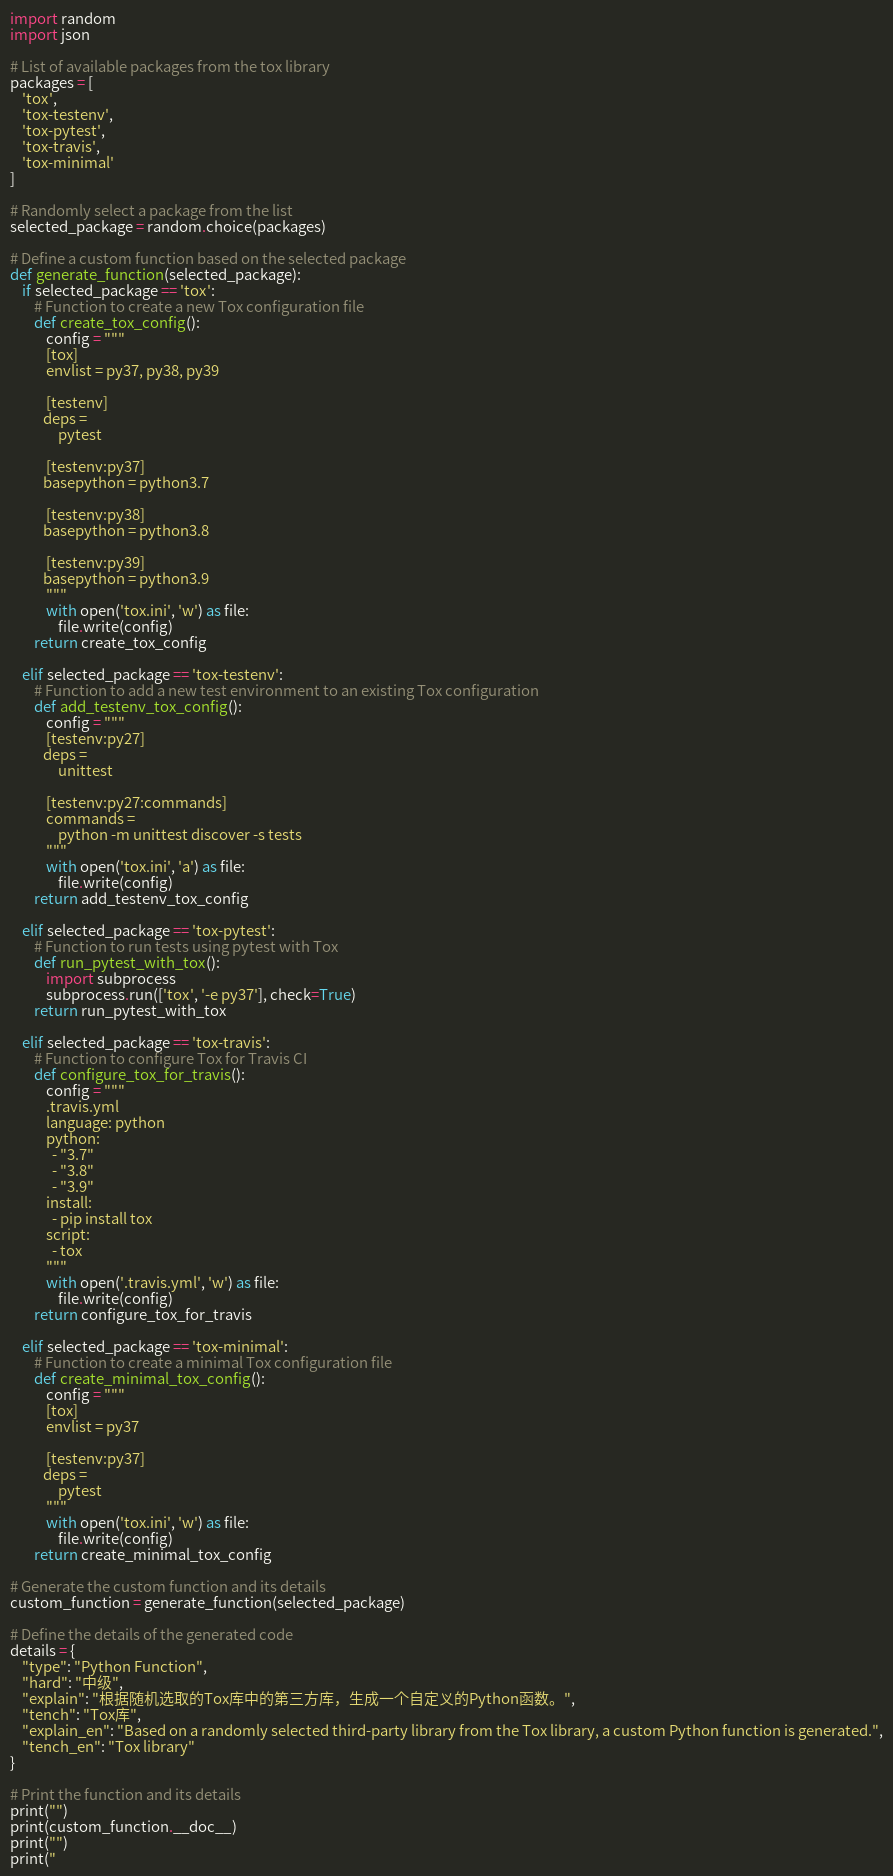 import random
import json

# List of available packages from the tox library
packages = [
    'tox',
    'tox-testenv',
    'tox-pytest',
    'tox-travis',
    'tox-minimal'
]

# Randomly select a package from the list
selected_package = random.choice(packages)

# Define a custom function based on the selected package
def generate_function(selected_package):
    if selected_package == 'tox':
        # Function to create a new Tox configuration file
        def create_tox_config():
            config = """
            [tox]
            envlist = py37, py38, py39

            [testenv]
            deps =
                pytest

            [testenv:py37]
            basepython = python3.7

            [testenv:py38]
            basepython = python3.8

            [testenv:py39]
            basepython = python3.9
            """
            with open('tox.ini', 'w') as file:
                file.write(config)
        return create_tox_config

    elif selected_package == 'tox-testenv':
        # Function to add a new test environment to an existing Tox configuration
        def add_testenv_tox_config():
            config = """
            [testenv:py27]
            deps =
                unittest

            [testenv:py27:commands]
            commands =
                python -m unittest discover -s tests
            """
            with open('tox.ini', 'a') as file:
                file.write(config)
        return add_testenv_tox_config

    elif selected_package == 'tox-pytest':
        # Function to run tests using pytest with Tox
        def run_pytest_with_tox():
            import subprocess
            subprocess.run(['tox', '-e py37'], check=True)
        return run_pytest_with_tox

    elif selected_package == 'tox-travis':
        # Function to configure Tox for Travis CI
        def configure_tox_for_travis():
            config = """
            .travis.yml
            language: python
            python:
              - "3.7"
              - "3.8"
              - "3.9"
            install:
              - pip install tox
            script:
              - tox
            """
            with open('.travis.yml', 'w') as file:
                file.write(config)
        return configure_tox_for_travis

    elif selected_package == 'tox-minimal':
        # Function to create a minimal Tox configuration file
        def create_minimal_tox_config():
            config = """
            [tox]
            envlist = py37

            [testenv:py37]
            deps =
                pytest
            """
            with open('tox.ini', 'w') as file:
                file.write(config)
        return create_minimal_tox_config

# Generate the custom function and its details
custom_function = generate_function(selected_package)

# Define the details of the generated code
details = {
    "type": "Python Function",
    "hard": "中级",
    "explain": "根据随机选取的Tox库中的第三方库，生成一个自定义的Python函数。",
    "tench": "Tox库",
    "explain_en": "Based on a randomly selected third-party library from the Tox library, a custom Python function is generated.",
    "tench_en": "Tox library"
}

# Print the function and its details
print("")
print(custom_function.__doc__)
print("")
print("